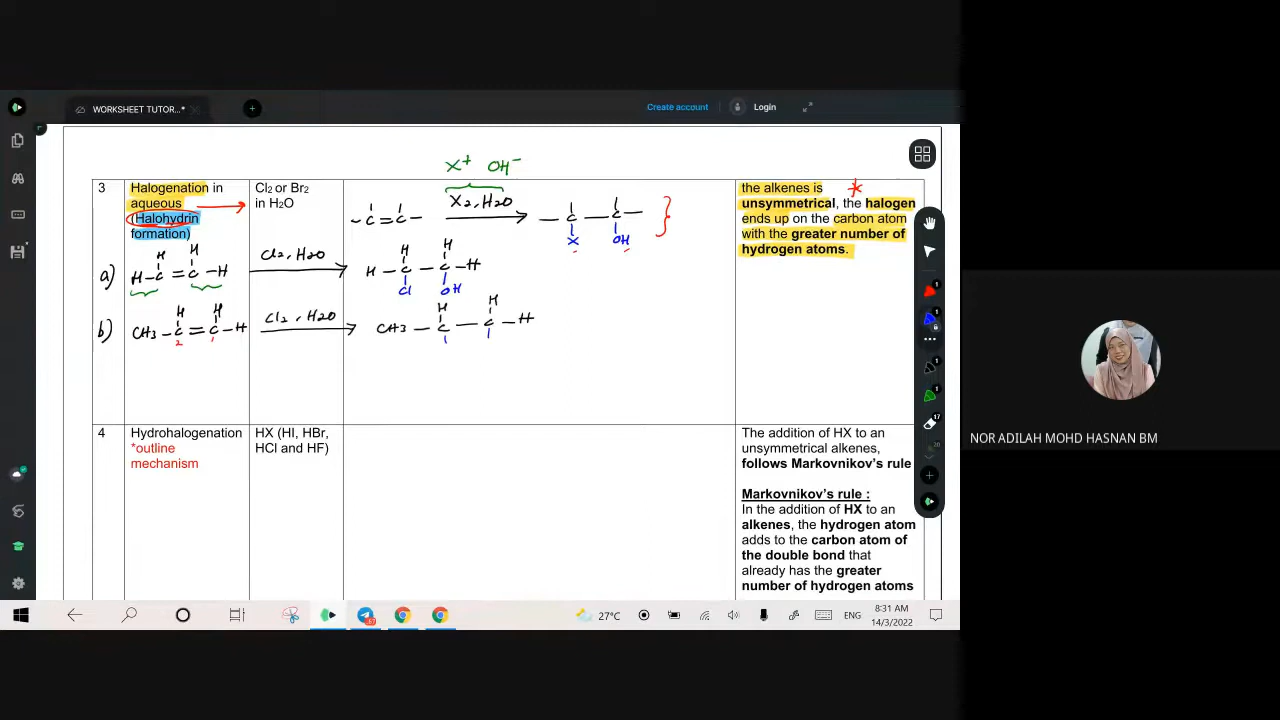 WORKSHEET TUTOR...*
Create account
Login
X⁺ OH⁻
3
Halogenation in
aqueous
(Halohydrin
formation)
Cl2 or Br2
in H2O
-C=C-
X2, H2O
-C-C-
X OH
the alkenes is *
unsymmetrical, the halogen
ends up on the carbon atom
with the greater number of
hydrogen atoms.
a)
H H
H-C=C-H
Cl2, H2O
H H
H-C-C-H
Cl OH
b)
H H
CH3-C=C-H
2 1
Cl2, H2O
H H
CH3-C-C-H
4
Hydrohalogenation
*outline
mechanism
HX (HI, HBr,
HCl and HF)
The addition of HX to an
unsymmetrical alkenes,
follows Markovnikov's rule
Markovnikov's rule :
In the addition of HX to an
alkenes, the hydrogen atom
adds to the carbon atom of
the double bond that
already has the greater
number of hydrogen atoms
NOR ADILAH MOHD HASNAN BM
27°C
ENG
8:31 AM
14/3/2022